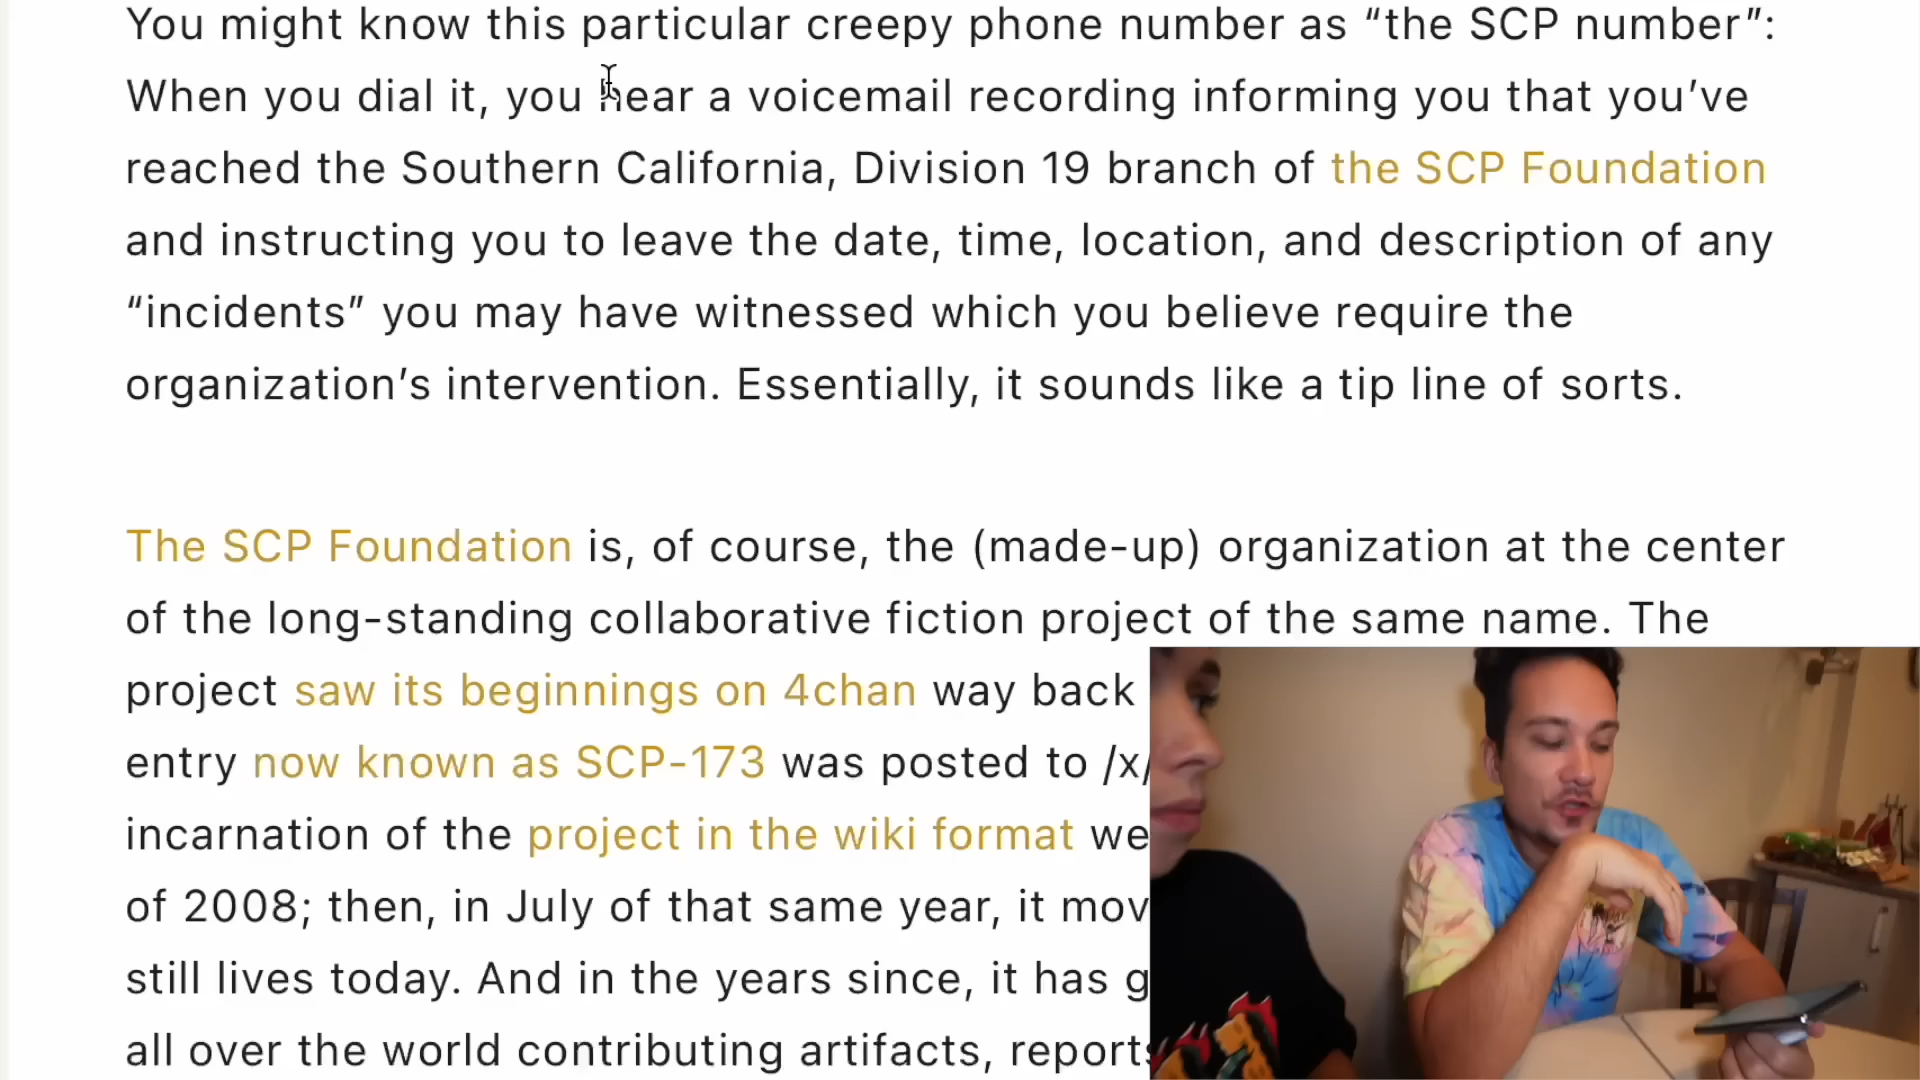 You might know this particular creepy phone number as “the SCP number”:
When you dial it, you hear a voicemail recording informing you that you’ve
reached the Southern California, Division 19 branch of the SCP Foundation
and instructing you to leave the date, time, location, and description of any
“incidents” you may have witnessed which you believe require the
organization’s intervention. Essentially, it sounds like a tip line of sorts.
The SCP Foundation is, of course, the (made-up) organization at the center
of the long-standing collaborative fiction project of the same name. The
project saw its beginnings on 4chan way back
entry now known as SCP-173 was posted to /x/
incarnation of the project in the wiki format we
of 2008; then, in July of that same year, it mov
still lives today. And in the years since, it has g
all over the world contributing artifacts, reports